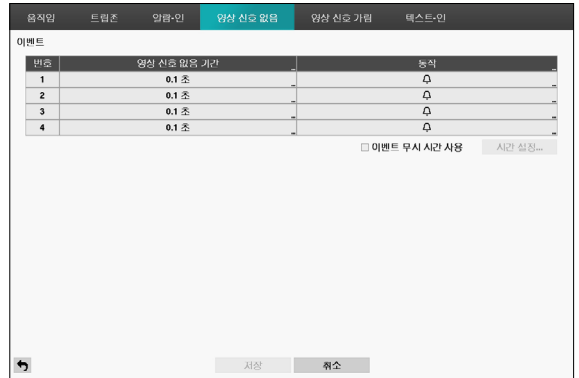 움직임 트립존 알람-인 영상 신호 없음 영상 신호 가림 텍스트-인
이벤트
번호 영상 신호 없음 기간 ... 동작 ...
1 0.1 초 ... ...
2 0.1 초 ... ...
3 0.1 초 ... ...
4 0.1 초 ... ...
이벤트 무시 시간 사용 시간 설정...
저장 취소